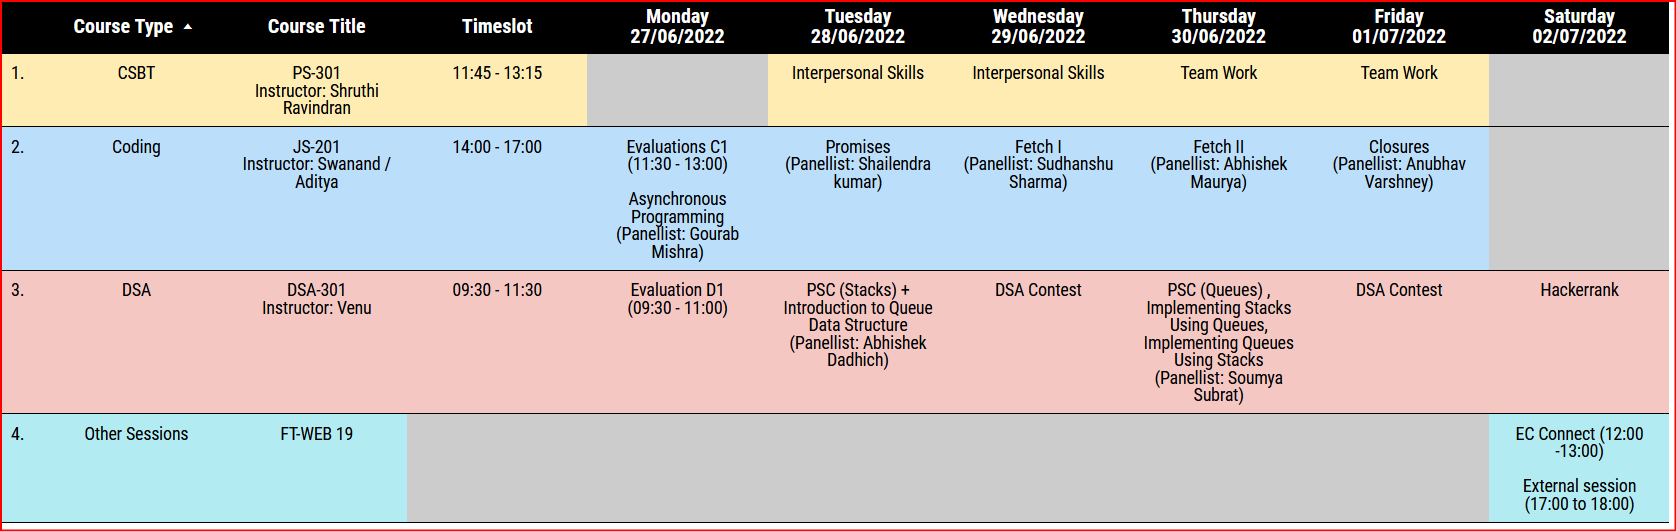 Course Type
Course Title
Timeslot
Monday
27/06/2022
Tuesday
28/06/2022
Wednesday
29/06/2022
Thursday
30/06/2022
Friday
01/07/2022
Saturday
02/07/2022
1.
CSBT
PS-301
Instructor: Shruthi
Ravindran
11:45 - 13:15
Interpersonal Skills
Interpersonal Skills
Team Work
Team Work
2.
Coding
JS-201
Instructor: Swanand /
Aditya
14:00 - 17:00
Evaluations C1
(11:30 - 13:00)
Asynchronous
Programming
(Panellist: Gourab
Mishra)
Promises
(Panellist: Shailendra
kumar)
Fetch I
(Panellist: Sudhanshu
Sharma)
Fetch II
(Panellist: Abhishek
Maurya)
Closures
(Panellist: Anubhav
Varshney)
3.
DSA
DSA-301
Instructor: Venu
09:30 - 11:30
Evaluation D1
(09:30 - 11:00)
PSC (Stacks) +
Introduction to Queue
Data Structure
(Panellist: Abhishek
Dadhich)
DSA Contest
PSC (Queues) ,
Implementing Stacks
Using Queues,
Implementing Queues
Using Stacks
(Panellist: Soumya
Subrat)
DSA Contest
Hackerrank
4.
Other Sessions
FT-WEB 19
EC Connect (12:00
-13:00)
External session
(17:00 to 18:00)